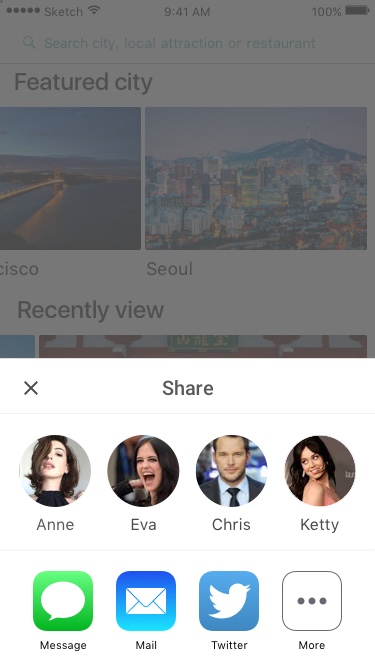 Sketch 9:41 AM 100%
Search city, local attraction or restaurant
Featured city
cisco Seoul
Recently view
Share
Anne Eva Chris Ketty
Message Mail Twitter More